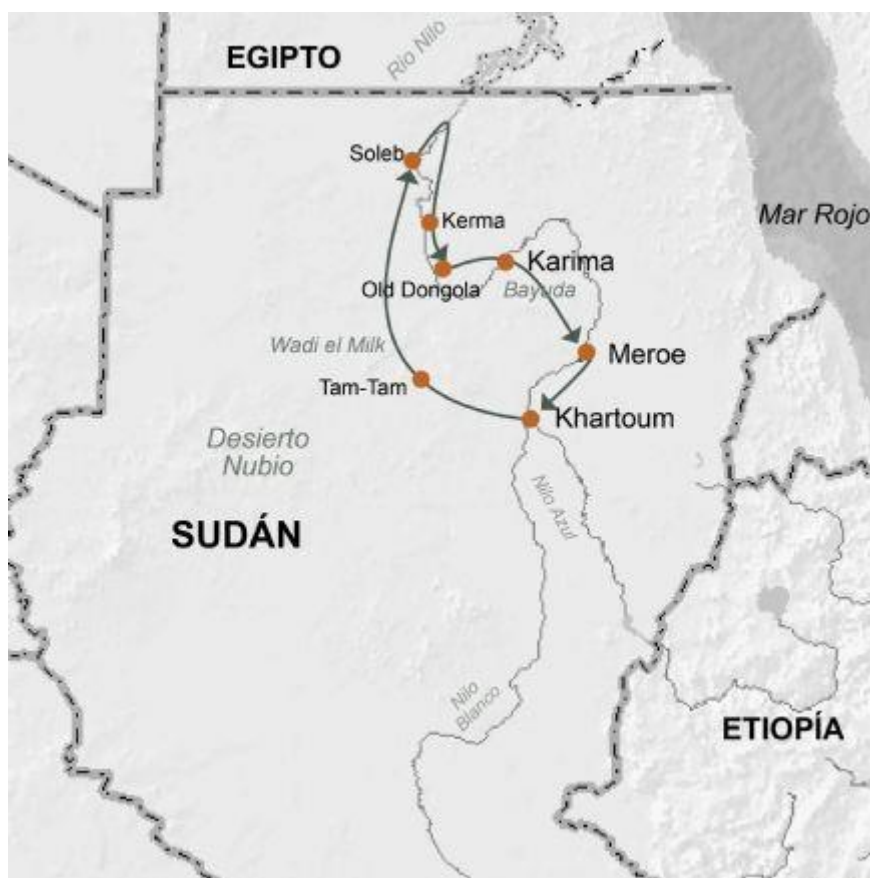 EGIPTO
Río Nilo
Soleb
Mar Rojo
Kerma
Karima
Old Dongola
Bayuda
Wadi el Milk
Meroe
Tam-Tam
Khartoum
Desierto
Nubio
Nilo Azul
SUDÁN
Nilo
Blanco
ETIOPÍA